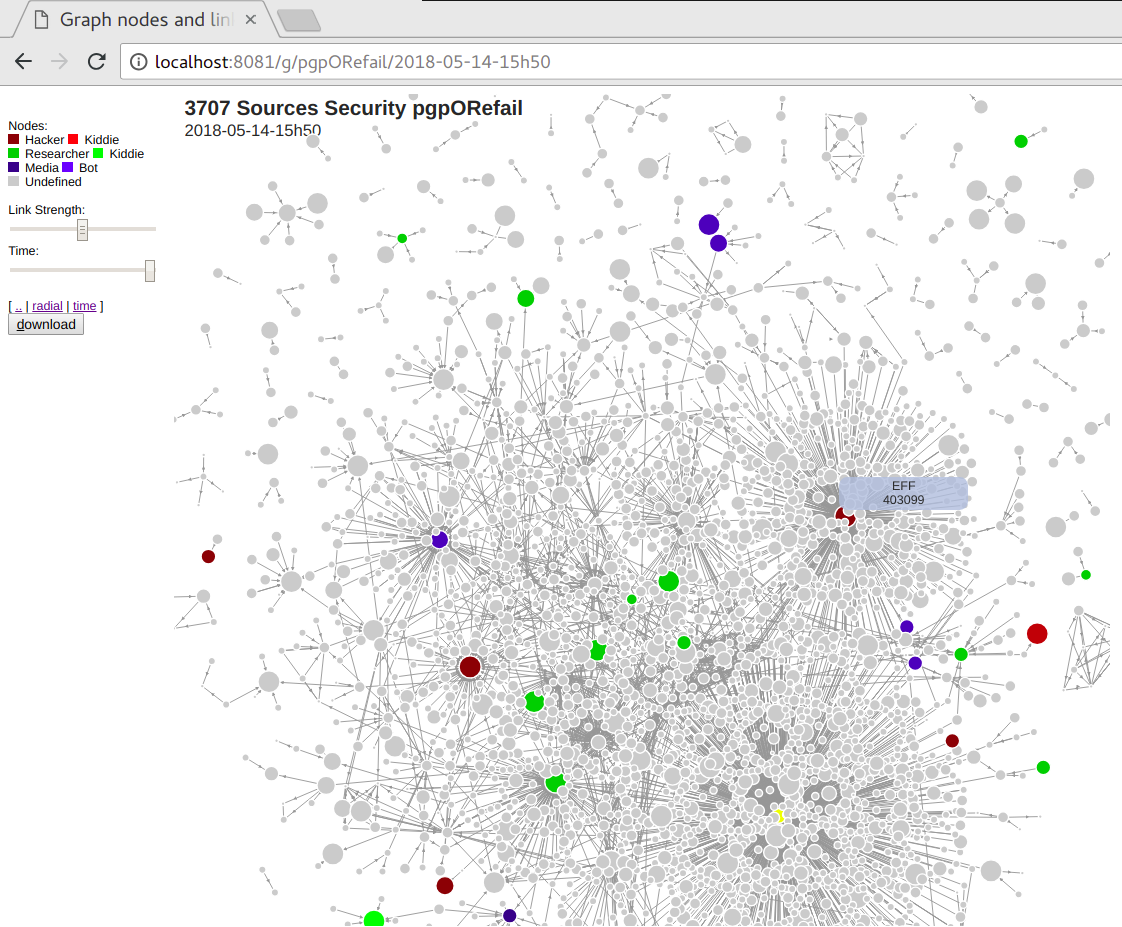 Graph nodes and lin
localhost:8081/g/pgpORefail/2018-05-14-15h50
3707 Sources Security pgpORefail
2018-05-14-15h50
Nodes:
Hacker Kiddie
Researcher Kiddie
Media Bot
Undefined
Link Strength:
Time:
[ .. | radial | time ]
download
EFF
403099